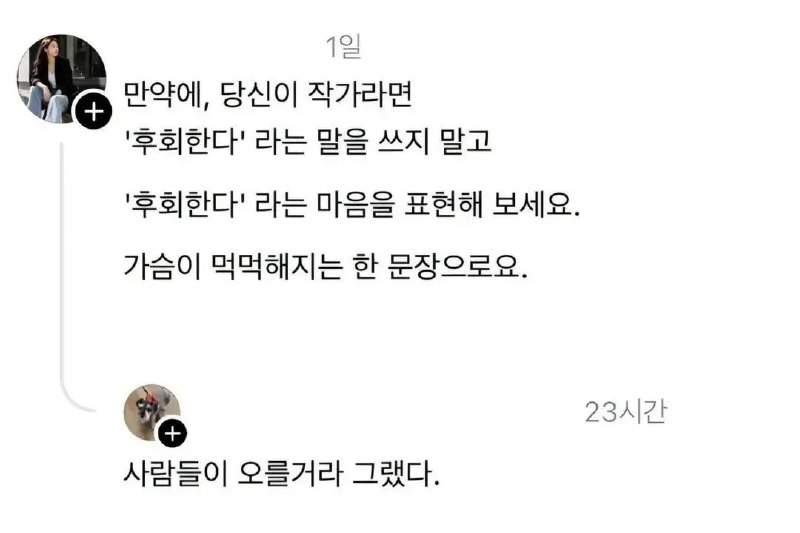 1일
만약에, 당신이 작가라면
'후회한다' 라는 말을 쓰지 말고
'후회한다' 라는 마음을 표현해 보세요.
가슴이 먹먹해지는 한 문장으로요.
23시간
사람들이 오를거라 그랬다.